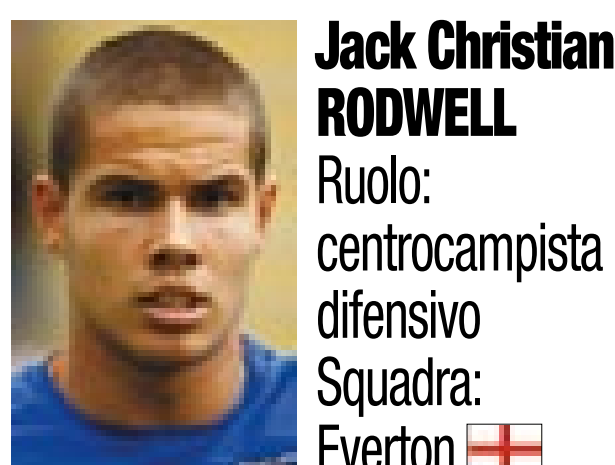 Jack Christian
RODWELL
Ruolo:
centrocampista
difensivo
Squadra:
Everton